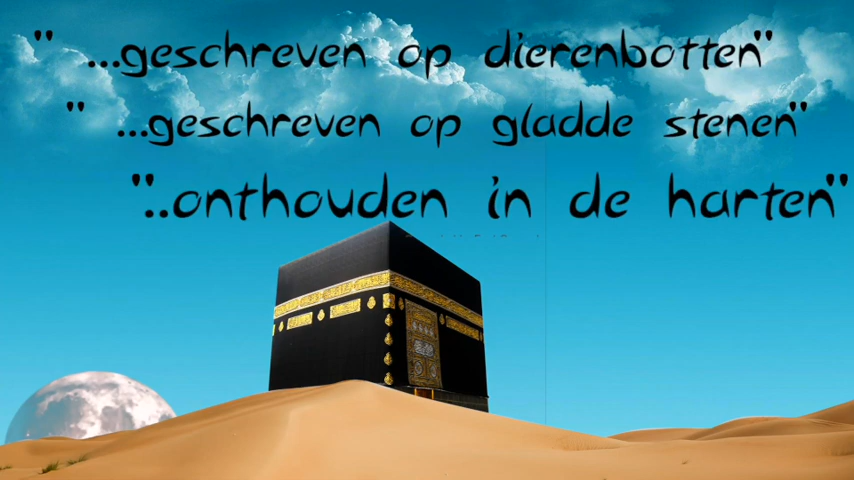 " ...geschreven op dierenbotten"
" ...geschreven op gladde stenen"
"..onthouden in de harten"